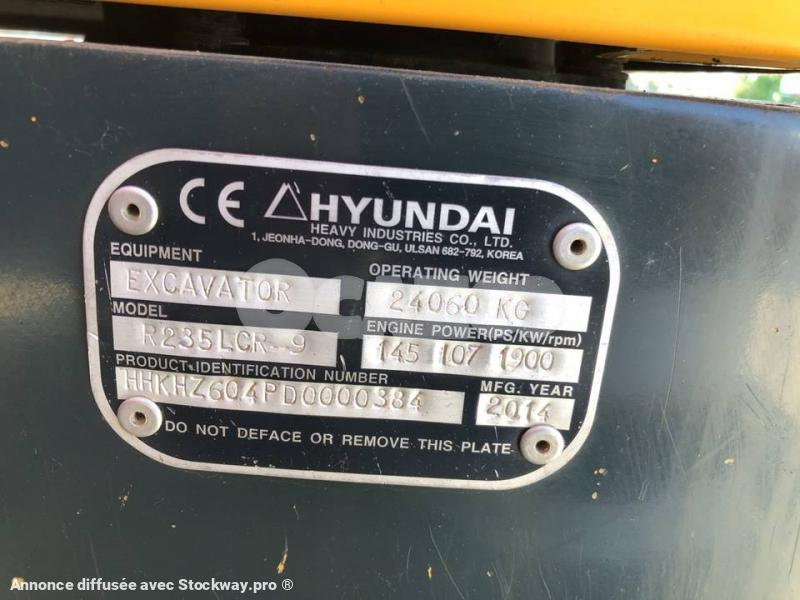 CE HYUNDAI
HEAVY INDUSTRIES CO., LTD.
1, JEONHA-DONG, DONG-GU, ULSAN 682-792, KOREA
EQUIPMENT
EXCAVATOR
OPERATING WEIGHT
24060 KG
MODEL
R235LCR-9
ENGINE POWER(PS/KW/rpm)
145 107 1900
PRODUCT IDENTIFICATION NUMBER
HHKHZ604PD0000384
MFG. YEAR
2014
DO NOT DEFACE OR REMOVE THIS PLATE
Annonce diffusée avec Stockway.pro ®